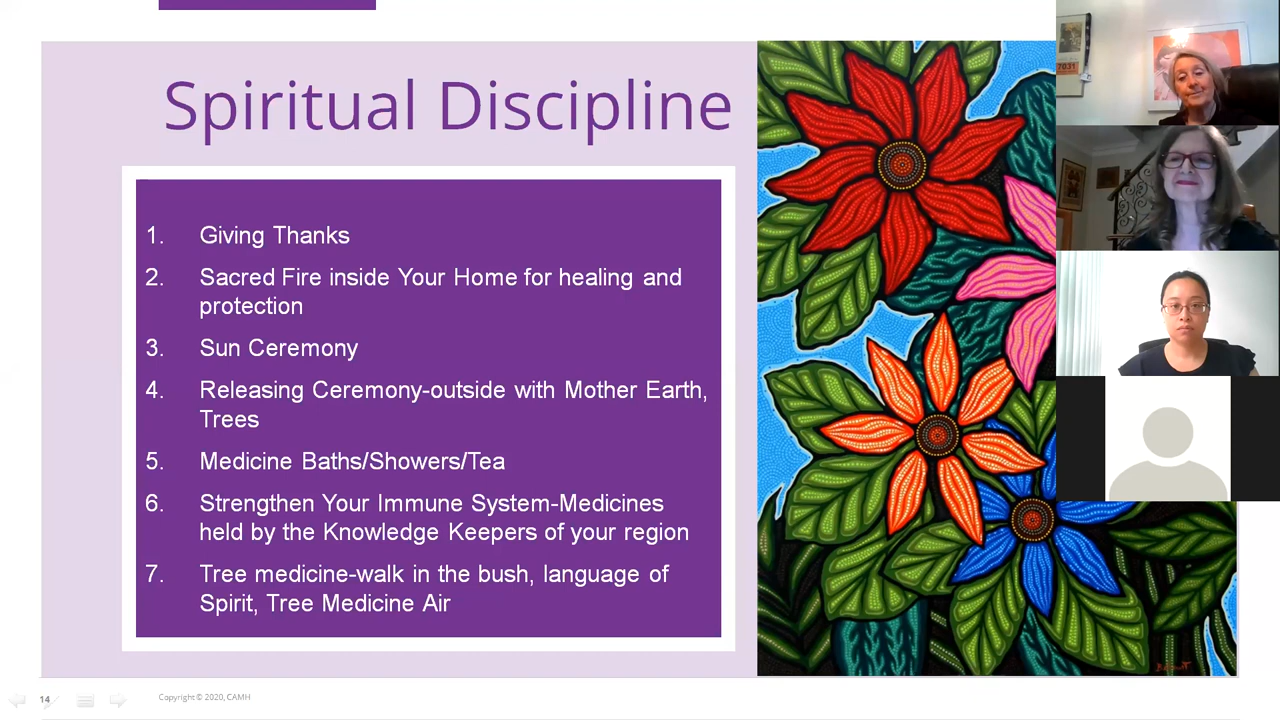 Spiritual Discipline
1. Giving Thanks
2. Sacred Fire inside Your Home for healing and
protection
3. Sun Ceremony
4. Releasing Ceremony-outside with Mother Earth,
Trees
5. Medicine Baths/Showers/Tea
6. Strengthen Your Immune System-Medicines
held by the Knowledge Keepers of your region
7. Tree medicine-walk in the bush, language of
Spirit, Tree Medicine Air
14
Copyright © 2020, CAMH